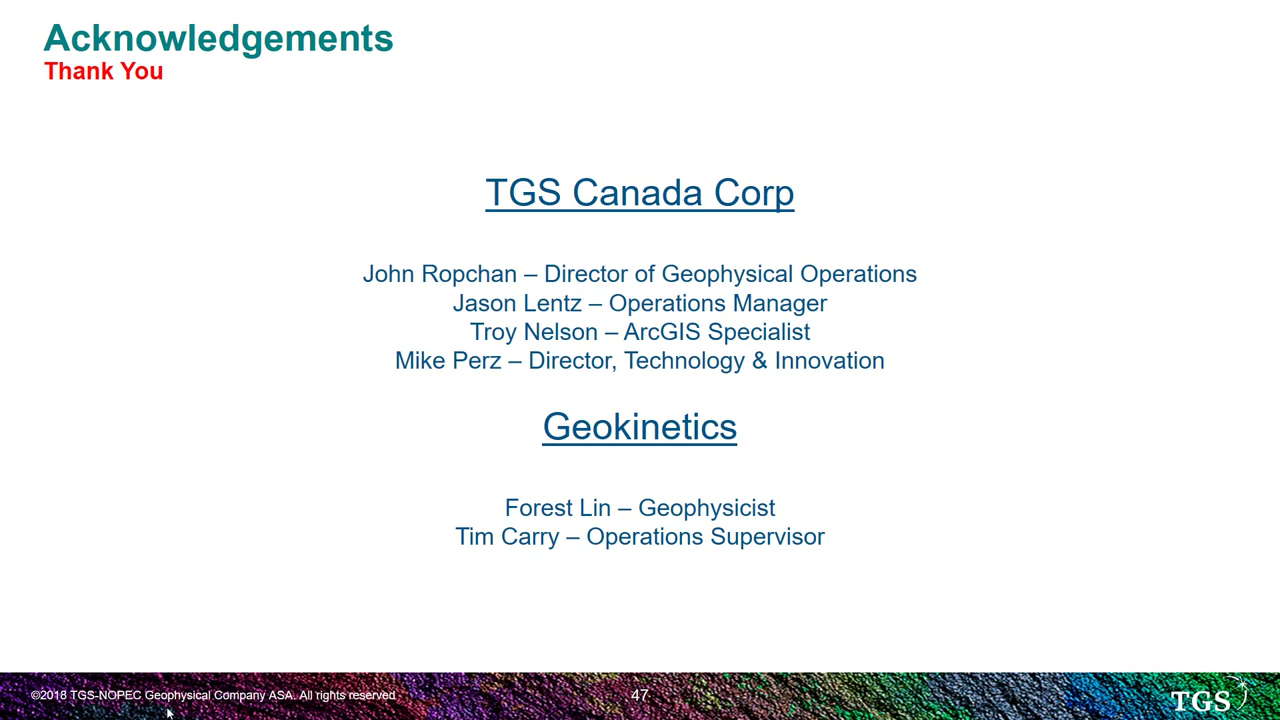 Acknowledgements
Thank You
TGS Canada Corp
John Ropchan – Director of Geophysical Operations
Jason Lentz – Operations Manager
Troy Nelson – ArcGIS Specialist
Mike Perz – Director, Technology & Innovation
Geokinetics
Forest Lin – Geophysicist
Tim Carry – Operations Supervisor
©2018 TGS-NOPEC Geophysical Company ASA. All rights reserved
47
TGS